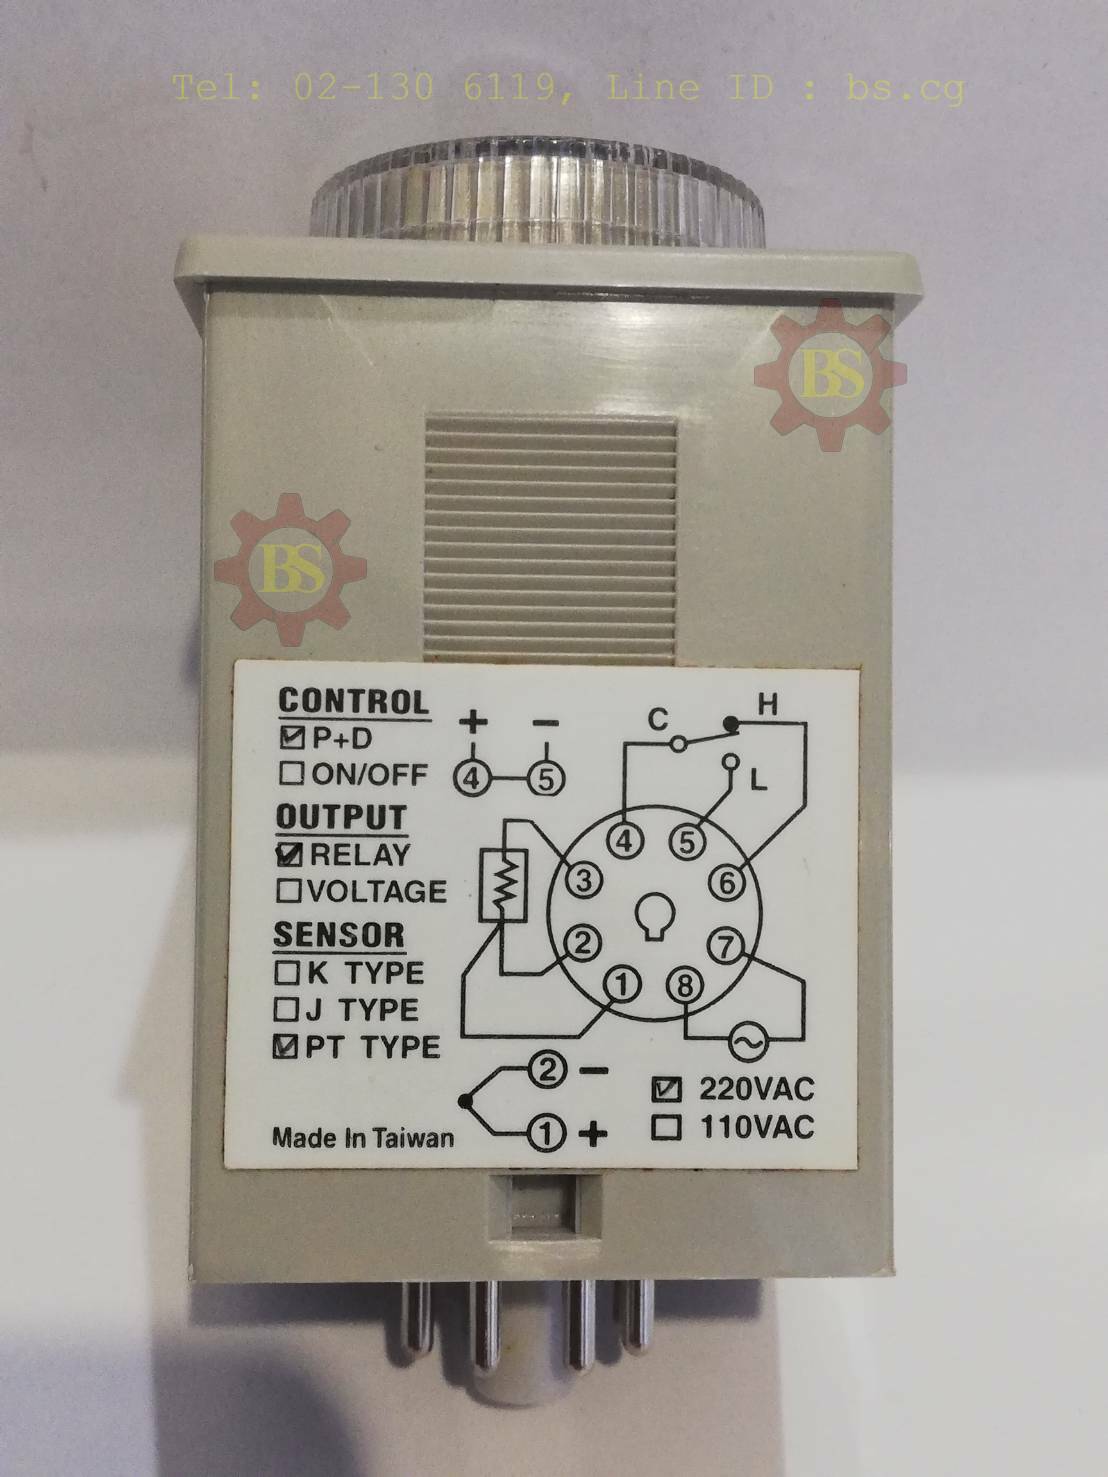 Tel: 02-130 6119, Line ID : bs.cg
BS
BS
CONTROL
☑ P+D
☐ ON/OFF
OUTPUT
☑ RELAY
☐ VOLTAGE
SENSOR
☐ K TYPE
☐ J TYPE
☑ PT TYPE
Made In Taiwan
+ −
4 5
C H
L
4 5
3 6
2 7
1 8
~
2 −
1 +
☑ 220VAC
☐ 110VAC